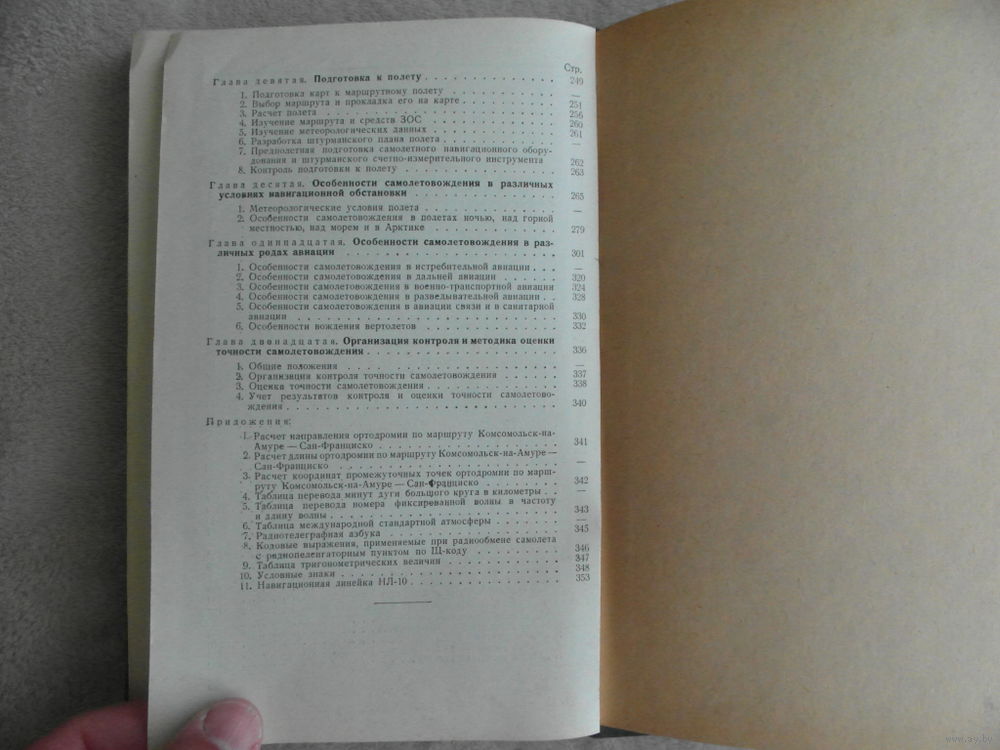 Стр.
Глава девятая. Подготовка к полету . . . . . . . . . . . . . . 249
1. Подготовка карт к маршрутному полету . . . . . . . . . . —
2. Выбор маршрута и прокладка его на карте . . . . . . . . . 251
3. Расчет полета . . . . . . . . . . . . . . . . . . . . . . 256
4. Изучение маршрута и средств ЗОС . . . . . . . . . . . . . 260
5. Изучение метеорологических данных . . . . . . . . . . . . 261
6. Разработка штурманского плана полета . . . . . . . . . . . —
7. Предполетная подготовка самолетного навигационного обору-
дования и штурманского счетно-измерительного инструмента 262
8. Контроль подготовки к полету . . . . . . . . . . . . . . 263
Глава десятая. Особенности самолетовождения в различных
условиях навигационной обстановки . . . . . . . . . . . . . . 265
1. Метеорологические условия полета . . . . . . . . . . . . —
2. Особенности самолетовождения в полетах ночью, над горной
местностью, над морем и в Арктике . . . . . . . . . . . . . 279
Глава одиннадцатая. Особенности самолетовождения в раз-
личных родах авиации . . . . . . . . . . . . . . . . . . . . 301
1. Особенности самолетовождения в истребительной авиации . . . —
2. Особенности самолетовождения в дальней авиации . . . . . . 320
3. Особенности самолетовождения в военно-транспортной авиации 324
4. Особенности самолетовождения в разведывательной авиации . . 328
5. Особенности самолетовождения в авиации связи и в санитарной
авиации . . . . . . . . . . . . . . . . . . . . . . . . . . 330
6. Особенности вождения вертолетов . . . . . . . . . . . . . 332
Глава двенадцатая. Организация контроля и методика оценки
точности самолетовождения . . . . . . . . . . . . . . . . . . 336
1. Общие положения . . . . . . . . . . . . . . . . . . . . . —
2. Организация контроля точности самолетовождения . . . . . . 337
3. Оценка точности самолетовождения . . . . . . . . . . . . . 338
4. Учет результатов контроля и оценки точности самолетово-
ждения . . . . . . . . . . . . . . . . . . . . . . . . . . . 340
Приложения:
1. Расчет направления ортодромии по маршруту Комсомольск-на-
Амуре — Сан-Франциско . . . . . . . . . . . . . . . . . . . 341
2. Расчет длины ортодромии по маршруту Комсомольск-на-Амуре —
Сан-Франциско . . . . . . . . . . . . . . . . . . . . . . . —
3. Расчет координат промежуточных точек ортодромии по марш-
руту Комсомольск-на-Амуре — Сан-Франциско . . . . . . . . . 342
4. Таблица перевода минут дуги большого круга в километры . . —
5. Таблица перевода номера фиксированной волны в частоту
и длину волны . . . . . . . . . . . . . . . . . . . . . . . 343
6. Таблица международной стандартной атмосферы . . . . . . . —
7. Радиотелеграфная азбука . . . . . . . . . . . . . . . . . 345
8. Кодовые выражения, применяемые при радиообмене самолета
с радиопеленгаторным пунктом по Щ-коду . . . . . . . . . . . 346
9. Таблица тригонометрических величин . . . . . . . . . . . . 347
10. Условные знаки . . . . . . . . . . . . . . . . . . . . . 348
11. Навигационная линейка НЛ-10 . . . . . . . . . . . . . . . 353
www.ay.by